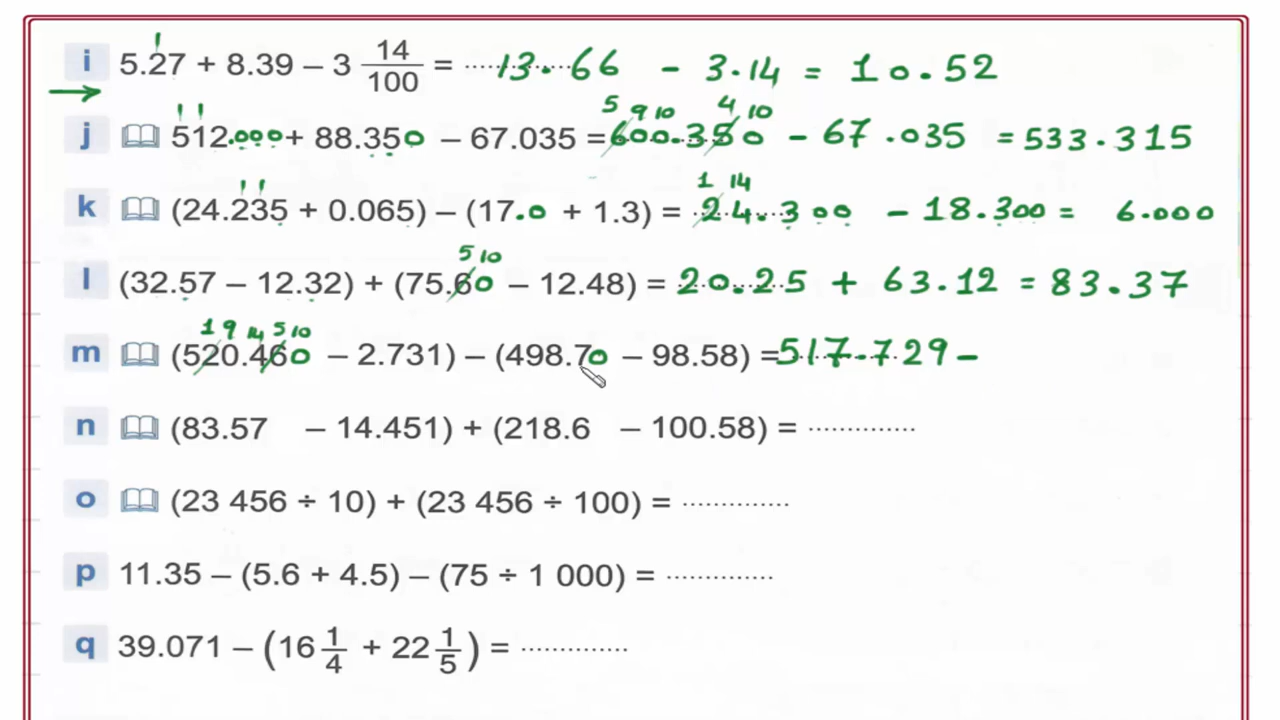 i 5.27 + 8.39 – 3 14/100 = 13.66 - 3.14 = 10.52
j 512.000 + 88.350 – 67.035 = 600.350 - 67.035 = 533.315
k (24.235 + 0.065) – (17.0 + 1.3) = 24.300 - 18.300 = 6.000
l (32.57 – 12.32) + (75.60 – 12.48) = 20.25 + 63.12 = 83.37
m (520.460 – 2.731) – (498.70 – 98.58) = 517.729 -
n (83.57 – 14.451) + (218.6 – 100.58) = ..............
o (23 456 ÷ 10) + (23 456 ÷ 100) = ..............
p 11.35 – (5.6 + 4.5) – (75 ÷ 1 000) = ..............
q 39.071 – (16 1/4 + 22 1/5) = ..............